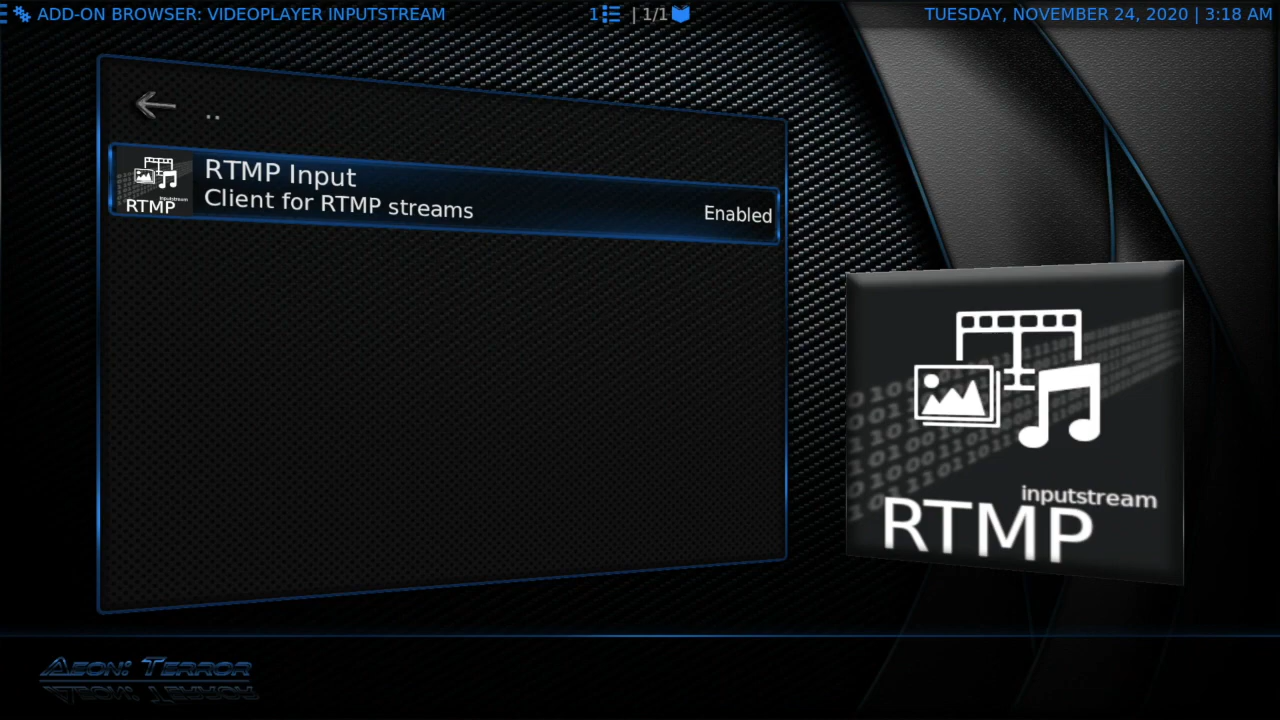 ADD-ON BROWSER: VIDEOPLAYER INPUTSTREAM
1 | 1/1
TUESDAY, NOVEMBER 24, 2020 | 3:18 AM
..
RTMP Input
Client for RTMP streams
Enabled
inputstream
RTMP
inputstream
RTMP
Aeon: Terror